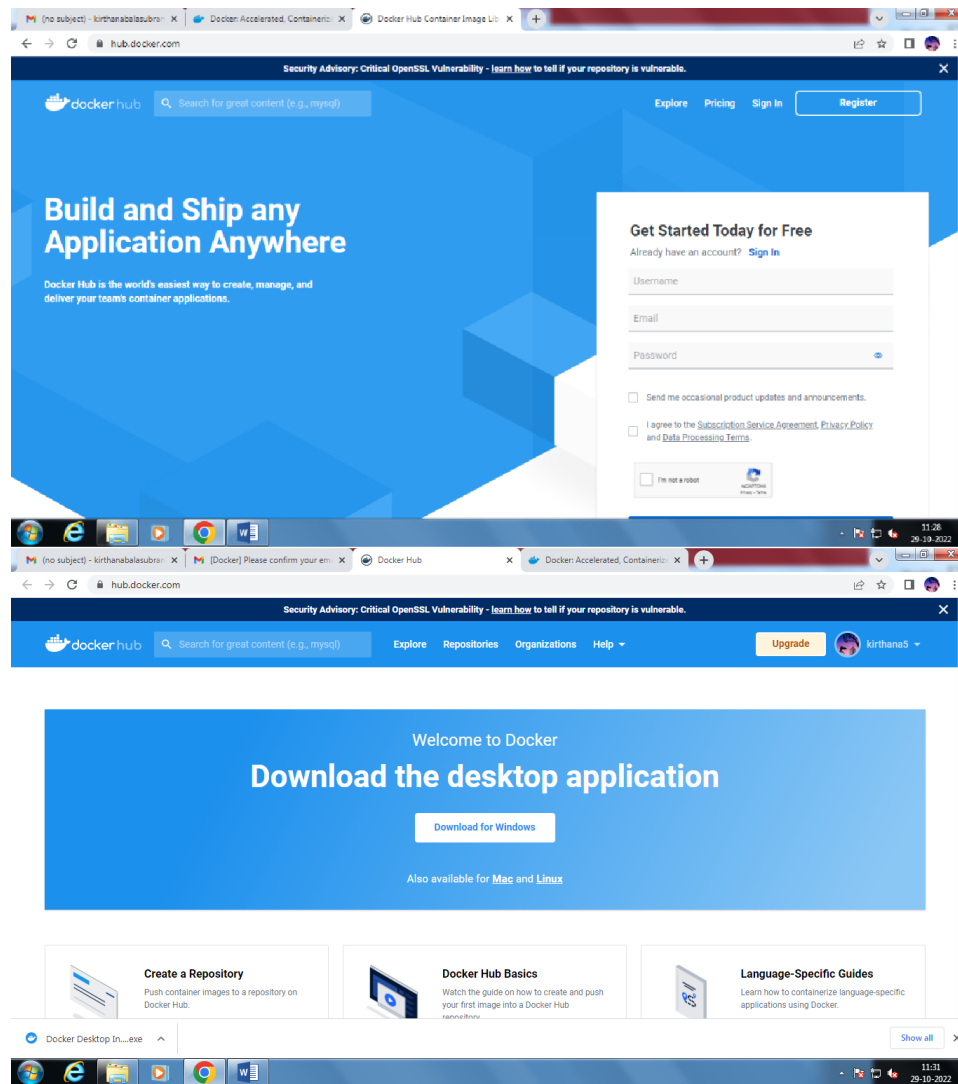 (no subject) - kirthanabalasubran
Docker: Accelerated, Containeriz
Docker Hub Container Image Lib
hub.docker.com
Security Advisory: Critical OpenSSL Vulnerability - learn how to tell if your repository is vulnerable.
docker hub
Search for great content (e.g., mysql)
Explore Pricing Sign In Register
Build and Ship any
Application Anywhere
Docker Hub is the world's easiest way to create, manage, and
deliver your team's container applications.
Get Started Today for Free
Already have an account? Sign In
Username
Email
Password
Send me occasional product updates and announcements.
I agree to the Subscription Service Agreement, Privacy Policy
and Data Processing Terms.
I'm not a robot
reCAPTCHA
Privacy - Terms
11:28
29-10-2022
(no subject) - kirthanabalasubran
[Docker] Please confirm your em
Docker Hub
Docker: Accelerated, Containeriz
hub.docker.com
Security Advisory: Critical OpenSSL Vulnerability - learn how to tell if your repository is vulnerable.
docker hub
Search for great content (e.g., mysql)
Explore Repositories Organizations Help
Upgrade
kirthana5
Welcome to Docker
Download the desktop application
Download for Windows
Also available for Mac and Linux
Create a Repository
Push container images to a repository on
Docker Hub.
Docker Hub Basics
Watch the guide on how to create and push
your first image into a Docker Hub
repository.
Language-Specific Guides
Learn how to containerize language-specific
applications using Docker.
Docker Desktop In....exe
Show all
11:31
29-10-2022